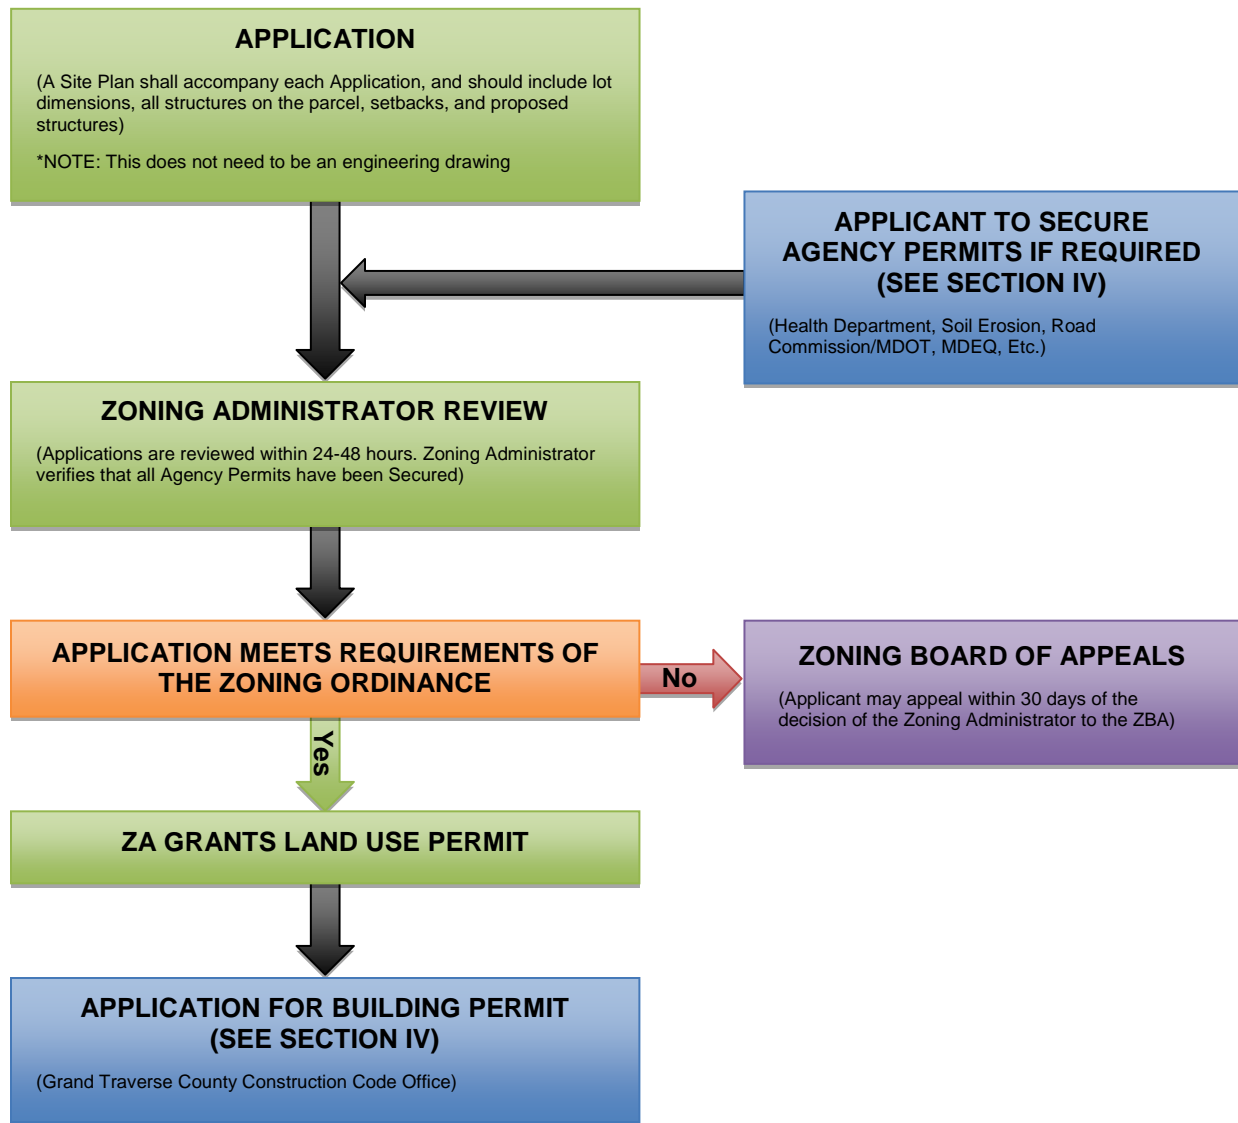 APPLICATION
(A Site Plan shall accompany each Application, and should include lot
dimensions, all structures on the parcel, setbacks, and proposed
structures)
*NOTE: This does not need to be an engineering drawing
APPLICANT TO SECURE
AGENCY PERMITS IF REQUIRED
(SEE SECTION IV)
(Health Department, Soil Erosion, Road
Commission/MDOT, MDEQ, Etc.)
ZONING ADMINISTRATOR REVIEW
(Applications are reviewed within 24-48 hours. Zoning Administrator
verifies that all Agency Permits have been Secured)
APPLICATION MEETS REQUIREMENTS OF
THE ZONING ORDINANCE
No
ZONING BOARD OF APPEALS
(Applicant may appeal within 30 days of the
decision of the Zoning Administrator to the ZBA)
Yes
ZA GRANTS LAND USE PERMIT
APPLICATION FOR BUILDING PERMIT
(SEE SECTION IV)
(Grand Traverse County Construction Code Office)